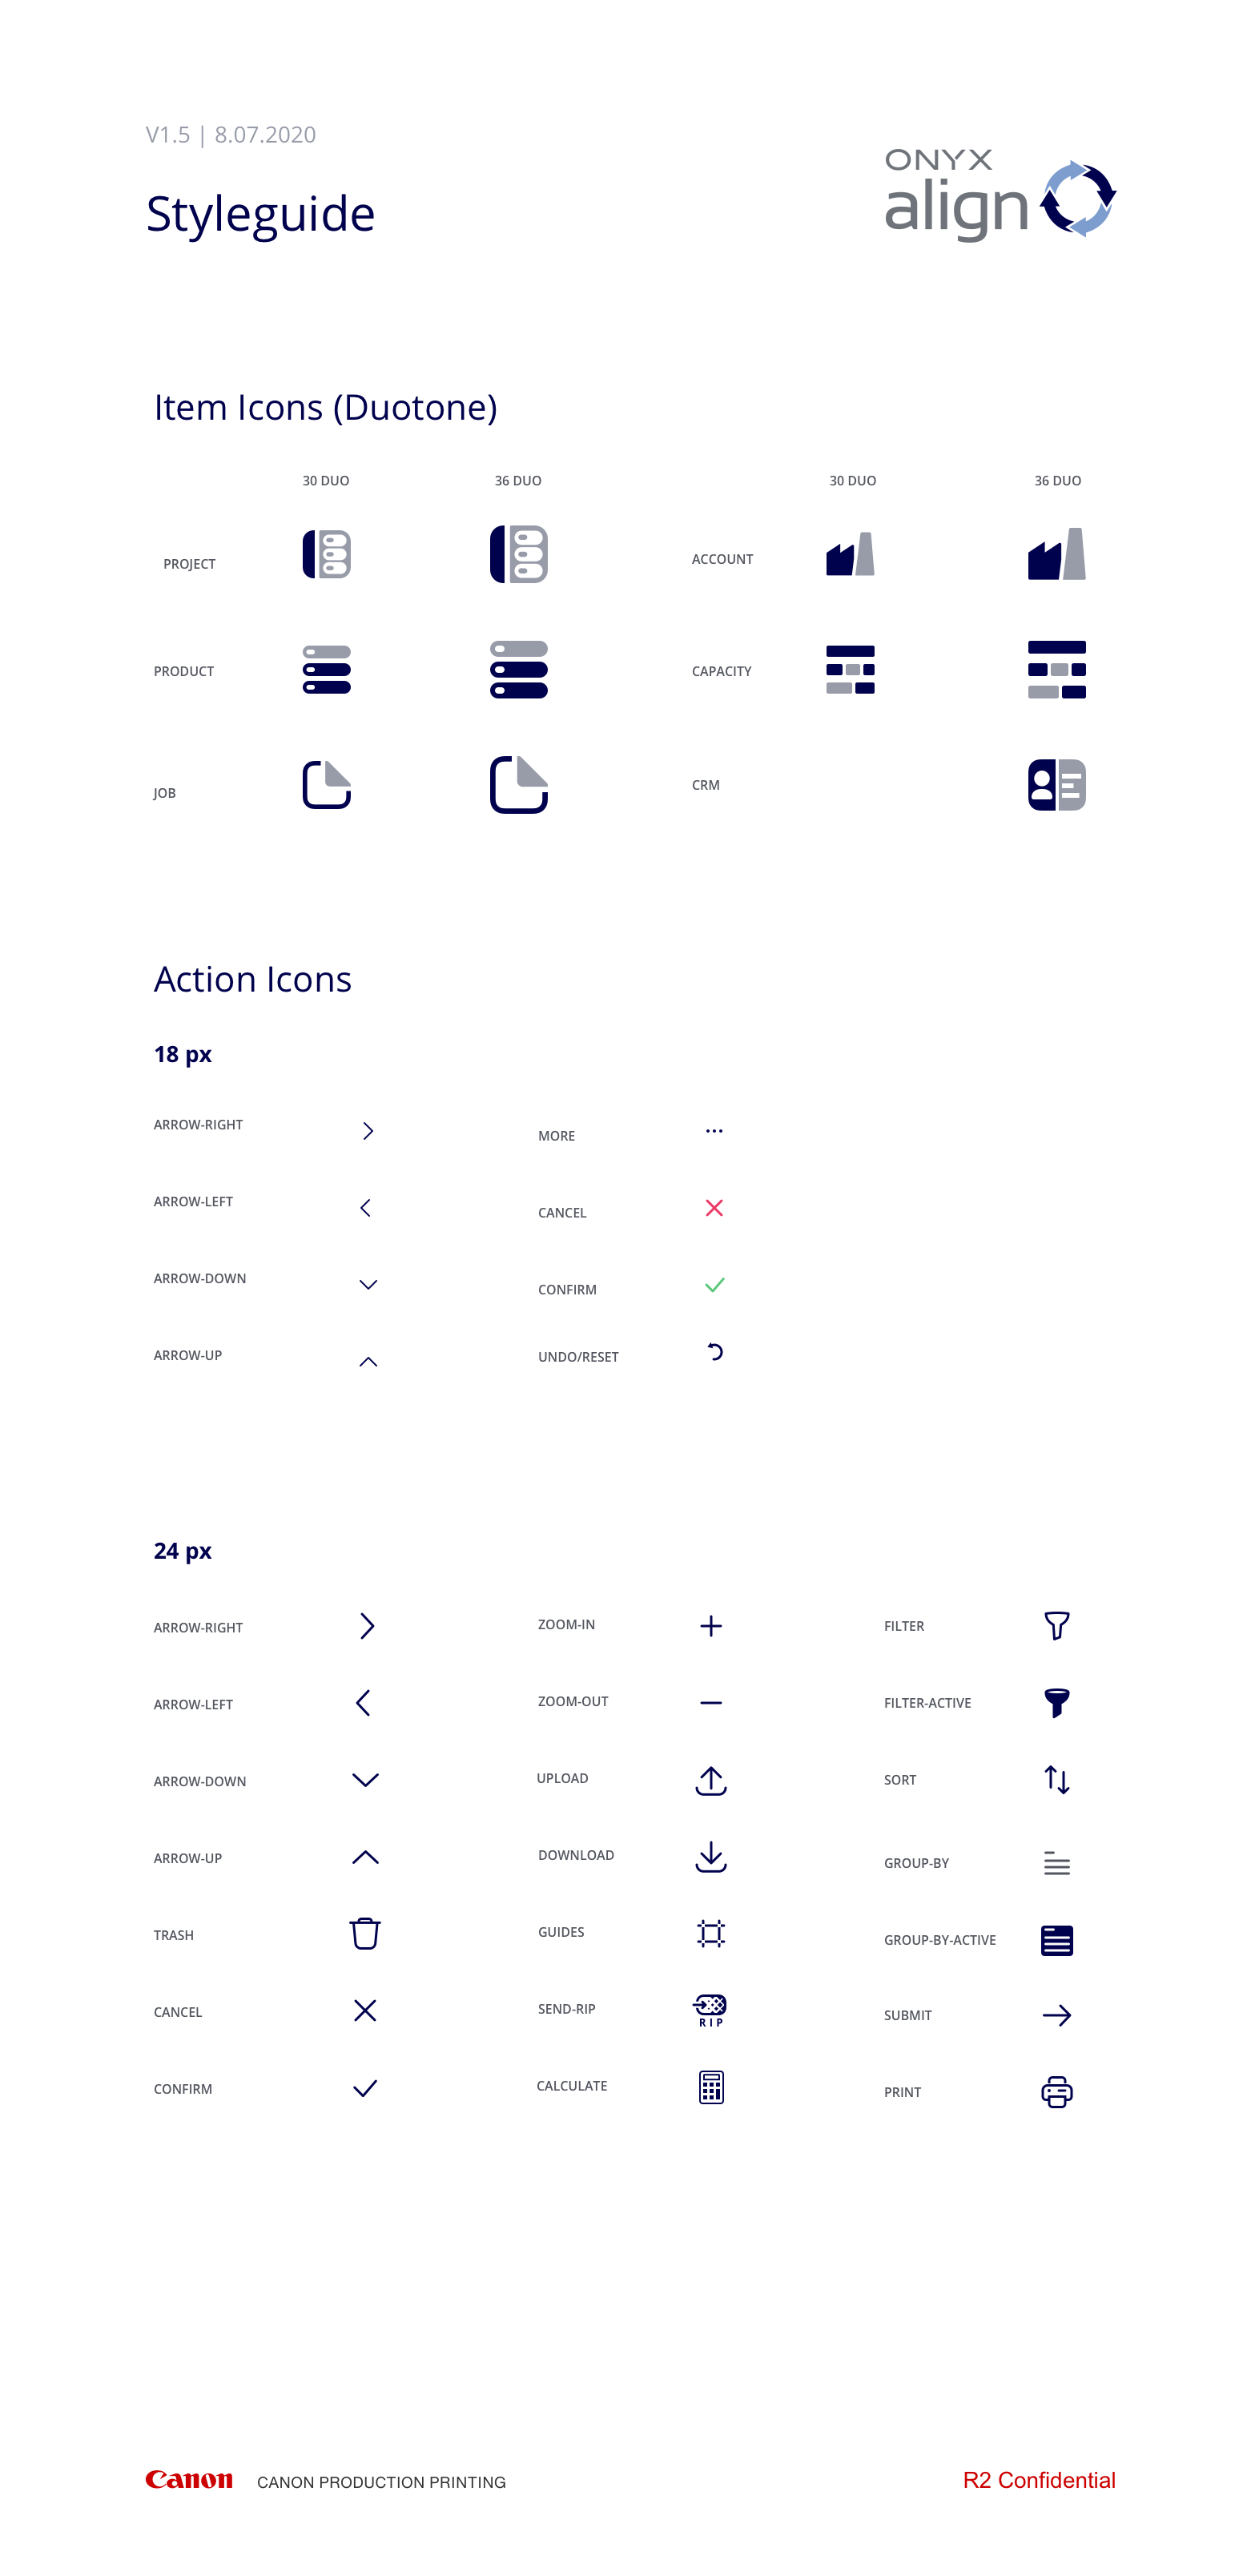 V1.5 | 8.07.2020
Styleguide
ONYX
align
Item Icons (Duotone)
30 DUO 36 DUO 30 DUO 36 DUO
PROJECT ACCOUNT
PRODUCT CAPACITY
JOB CRM
Action Icons
18 px
ARROW-RIGHT MORE
ARROW-LEFT CANCEL
ARROW-DOWN CONFIRM
ARROW-UP UNDO/RESET
24 px
ARROW-RIGHT ZOOM-IN FILTER
ARROW-LEFT ZOOM-OUT FILTER-ACTIVE
ARROW-DOWN UPLOAD SORT
ARROW-UP DOWNLOAD GROUP-BY
TRASH GUIDES GROUP-BY-ACTIVE
CANCEL SEND-RIP RIP SUBMIT
CONFIRM CALCULATE PRINT
Canon CANON PRODUCTION PRINTING R2 Confidential